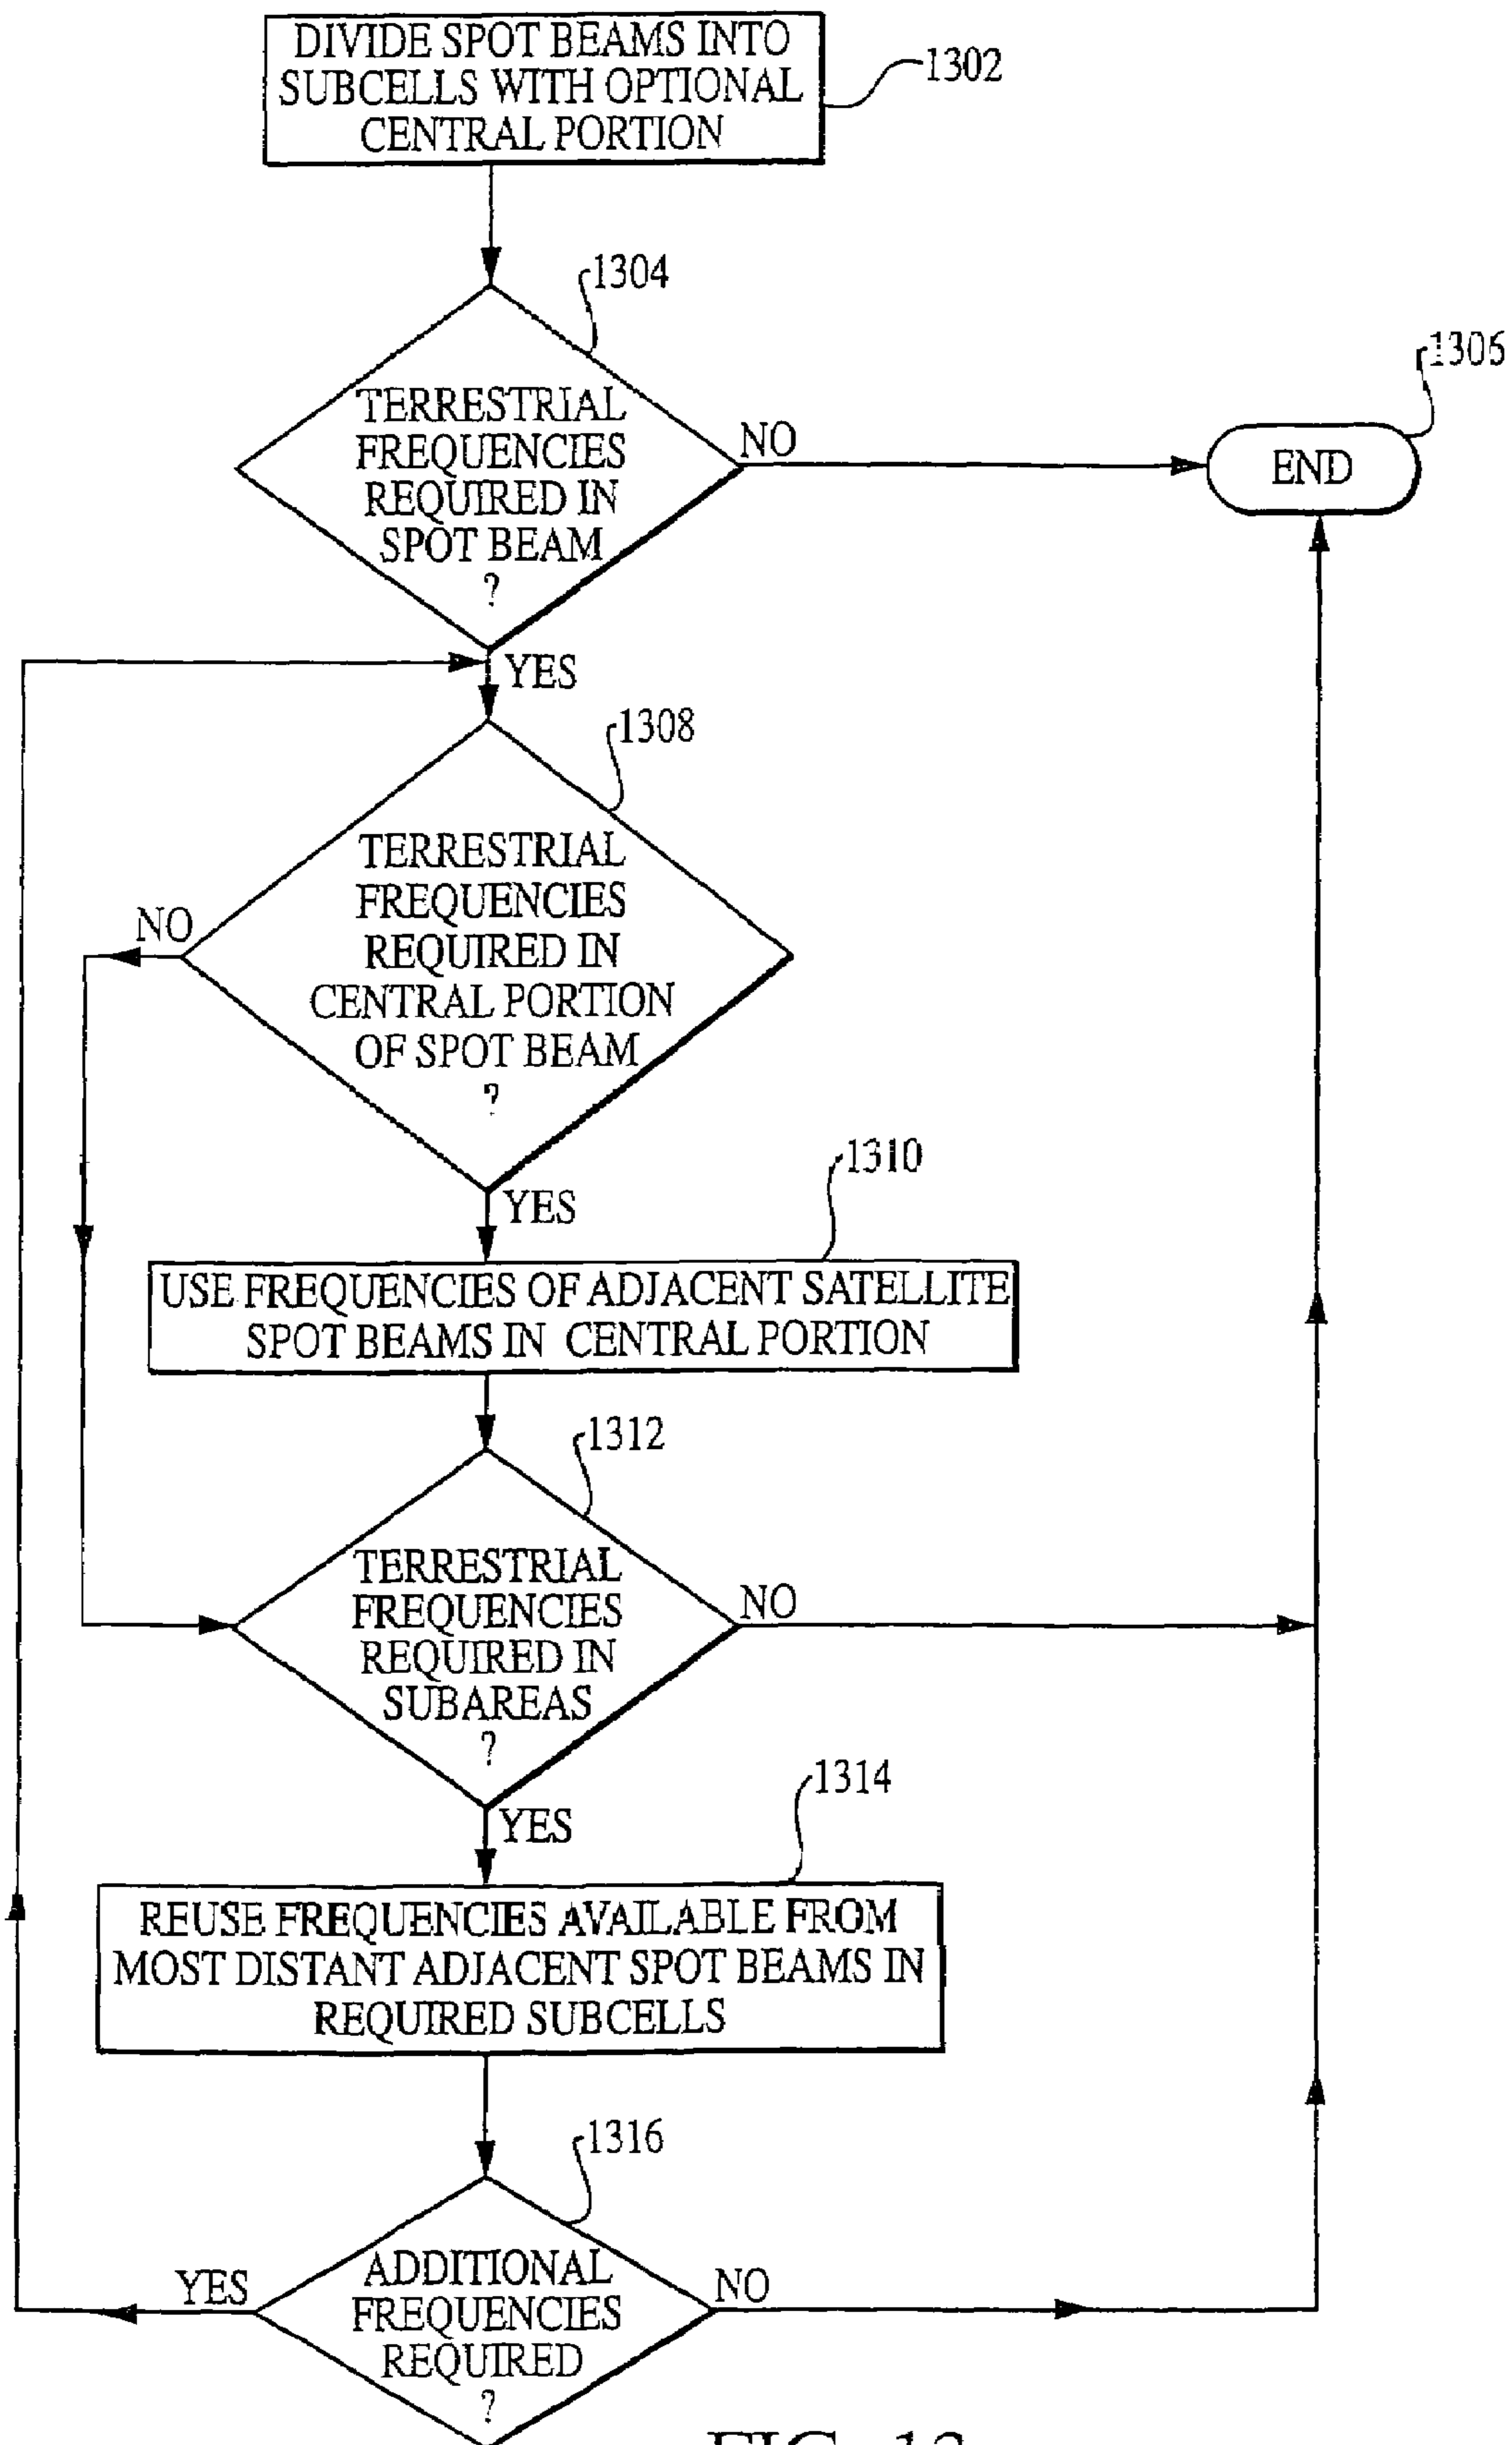 DIVIDE SPOT BEAMS INTO
SUBCELLS WITH OPTIONAL
CENTRAL PORTION
1302
1304
TERRESTRIAL
FREQUENCIES
REQUIRED IN
SPOT BEAM
?
NO
1306
END
YES
1308
TERRESTRIAL
FREQUENCIES
REQUIRED IN
CENTRAL PORTION
OF SPOT BEAM
?
NO
YES
1310
USE FREQUENCIES OF ADJACENT SATELLITE
SPOT BEAMS IN CENTRAL PORTION
1312
TERRESTRIAL
FREQUENCIES
REQUIRED IN
SUBAREAS
?
NO
YES
1314
REUSE FREQUENCIES AVAILABLE FROM
MOST DISTANT ADJACENT SPOT BEAMS IN
REQUIRED SUBCELLS
1316
ADDITIONAL
FREQUENCIES
REQUIRED
?
YES
NO